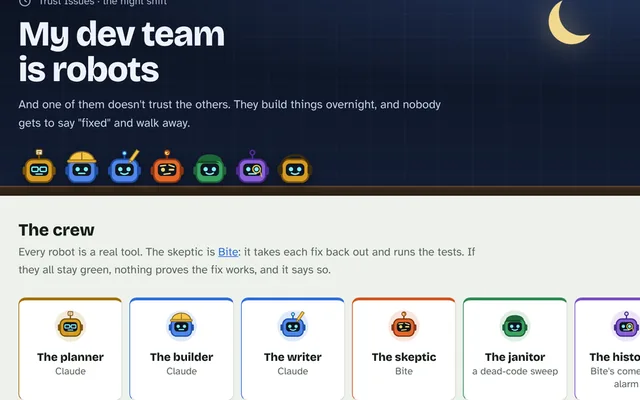 Trust Issues · the night shift
My dev team
is robots
And one of them doesn't trust the others. They build things overnight, and nobody
gets to say "fixed" and walk away.
The crew
Every robot is a real tool. The skeptic is Bite: it takes each fix back out and runs the tests. If
they all stay green, nothing proves the fix works, and it says so.
The planner
Claude
The builder
Claude
The writer
Claude
The skeptic
Bite
The janitor
a dead-code sweep
The histo
Bite's come
alarm